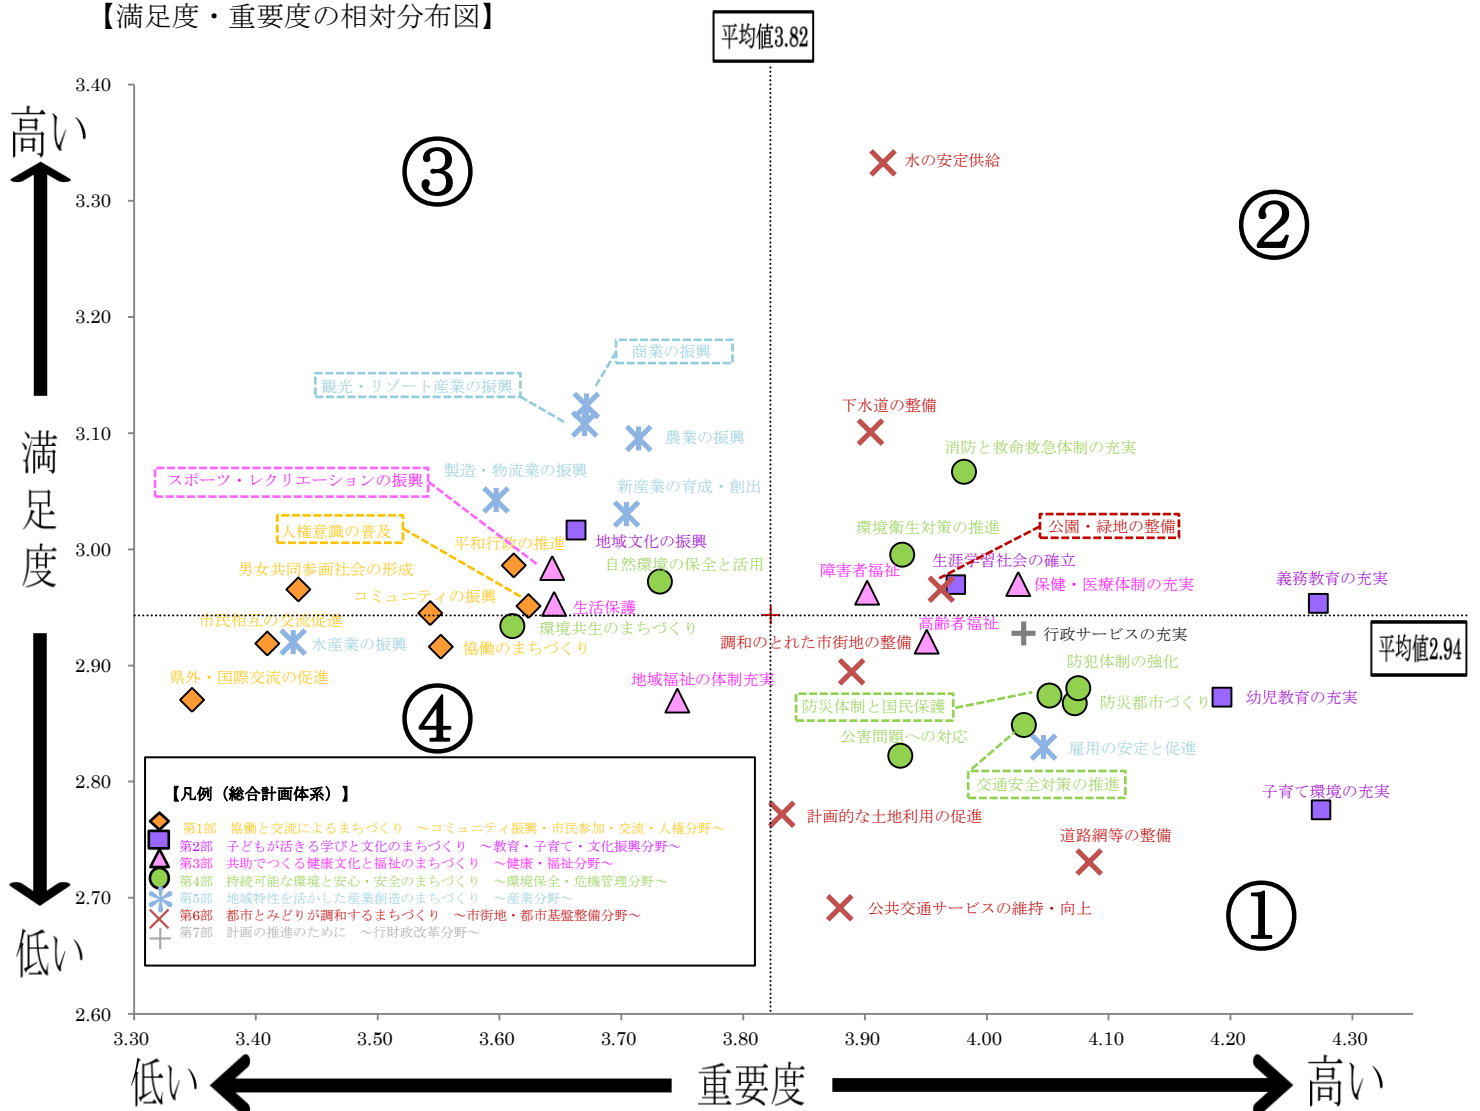 【満足度・重要度の相対分布図】
平均値3.82
3.40
高い
③
水の安定供給
3.30
②
3.20
商業の振興
観光・リゾート産業の振興
下水道の整備
3.10
農業の振興
消防と救命救急体制の充実
満足度
製造・物流業の振興
スポーツ・レクリエーションの振興
新産業の育成・創出
人権意識の普及
環境衛生対策の推進
公園・緑地の整備
平和行政の推進
地域文化の振興
3.00
自然環境の保全と活用
生涯学習社会の確立
男女共同参画社会の形成
障害者福祉
保健・医療体制の充実
義務教育の充実
コミュニティの振興
生活保護
市民相互の交流促進
環境共生のまちづくり
高齢者福祉
水産業の振興
協働のまちづくり
調和のとれた市街地の整備
行政サービスの充実
平均値2.94
2.90
県外・国際交流の促進
地域福祉の体制充実
防犯体制の強化
防災体制と国民保護
防災都市づくり
幼児教育の充実
④
公害問題への対応
雇用の安定と促進
2.80
交通安全対策の推進
子育て環境の充実
【凡例（総合計画体系）】
計画的な土地利用の促進
第1部　協働と交流によるまちづくり　～コミュニティ振興・市民参加・交流・人権分野～
第2部　子どもが活きる学びと文化のまちづくり　～教育・子育て・文化振興分野～
第3部　共助でつくる健康文化と福祉のまちづくり　～健康・福祉分野～
第4部　持続可能な環境と安心・安全のまちづくり　～環境保全・危機管理分野～
第5部　地域特性を活かした産業創造のまちづくり　～産業分野～
第6部　都市とみどりが調和するまちづくり　～市街地・都市基盤整備分野～
第7部　計画の推進のために　～行財政改革分野～
道路網等の整備
2.70
公共交通サービスの維持・向上
①
低い
2.60
3.30 3.40 3.50 3.60 3.70 3.80 3.90 4.00 4.10 4.20 4.30
低い 重要度 高い